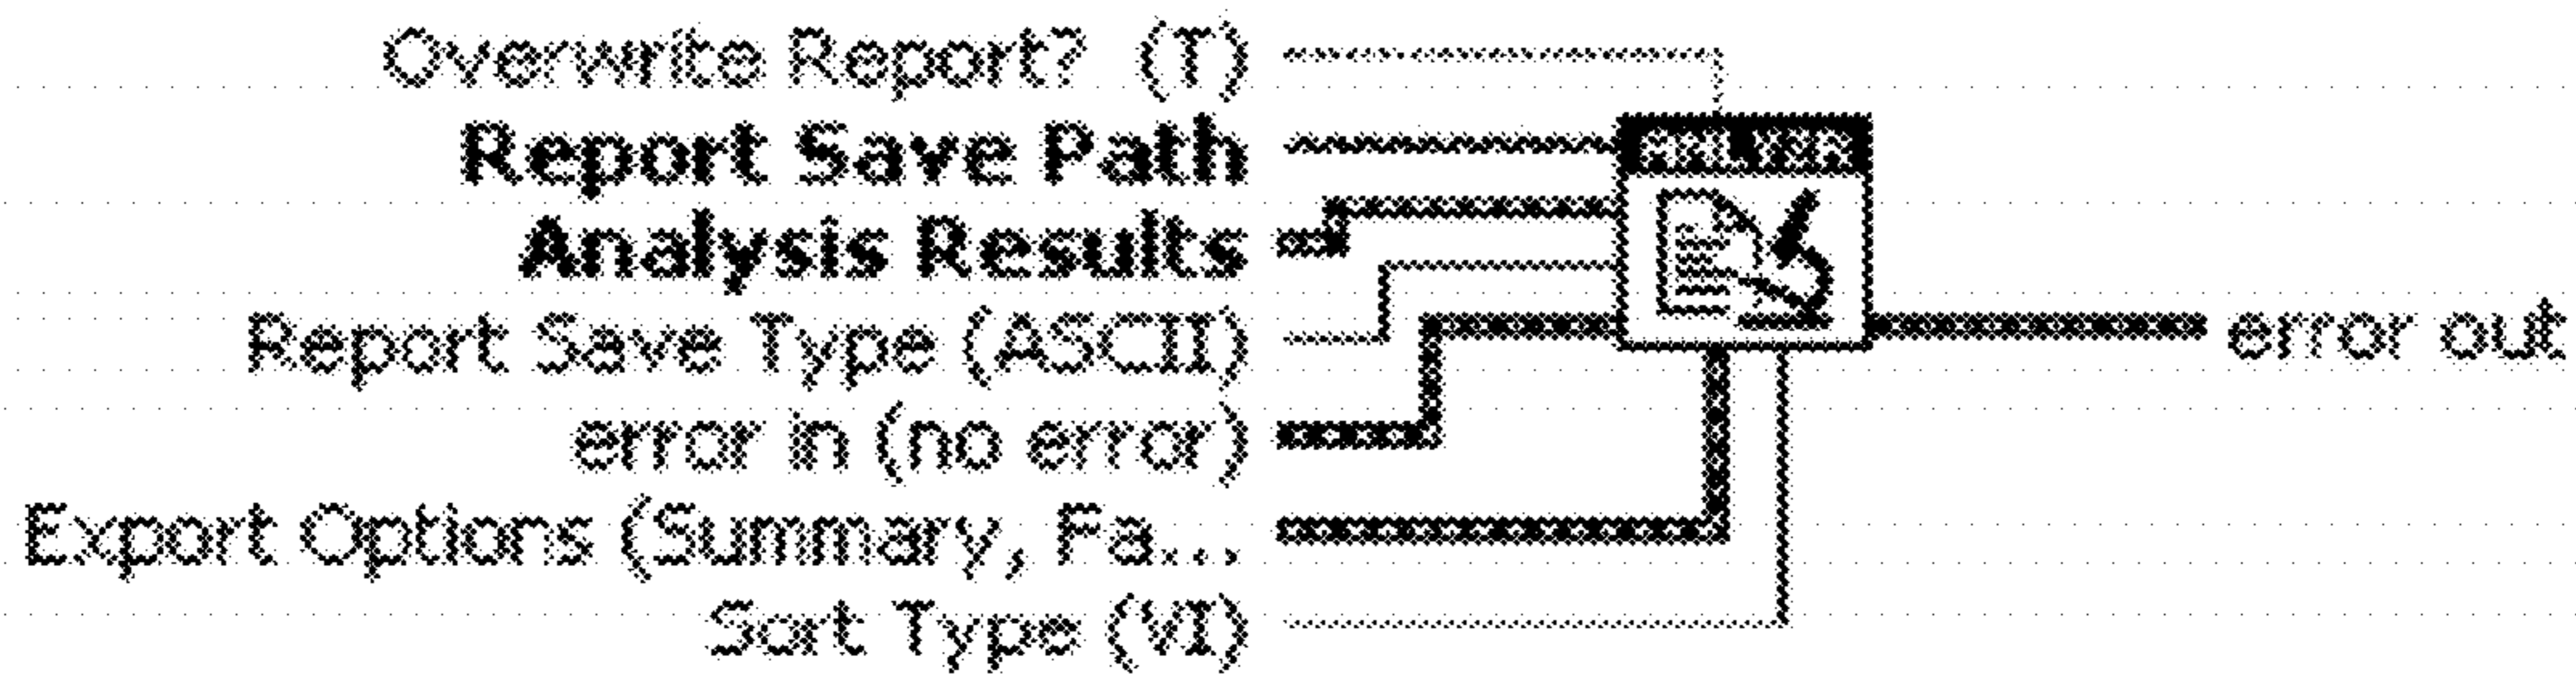 Overwrite Report? (T)
Report Save Path
Analysis Results
Report Save Type (ASCII)
error in (no error)
Export Options (Summary, Fa...
Sort Type (VI)
error out